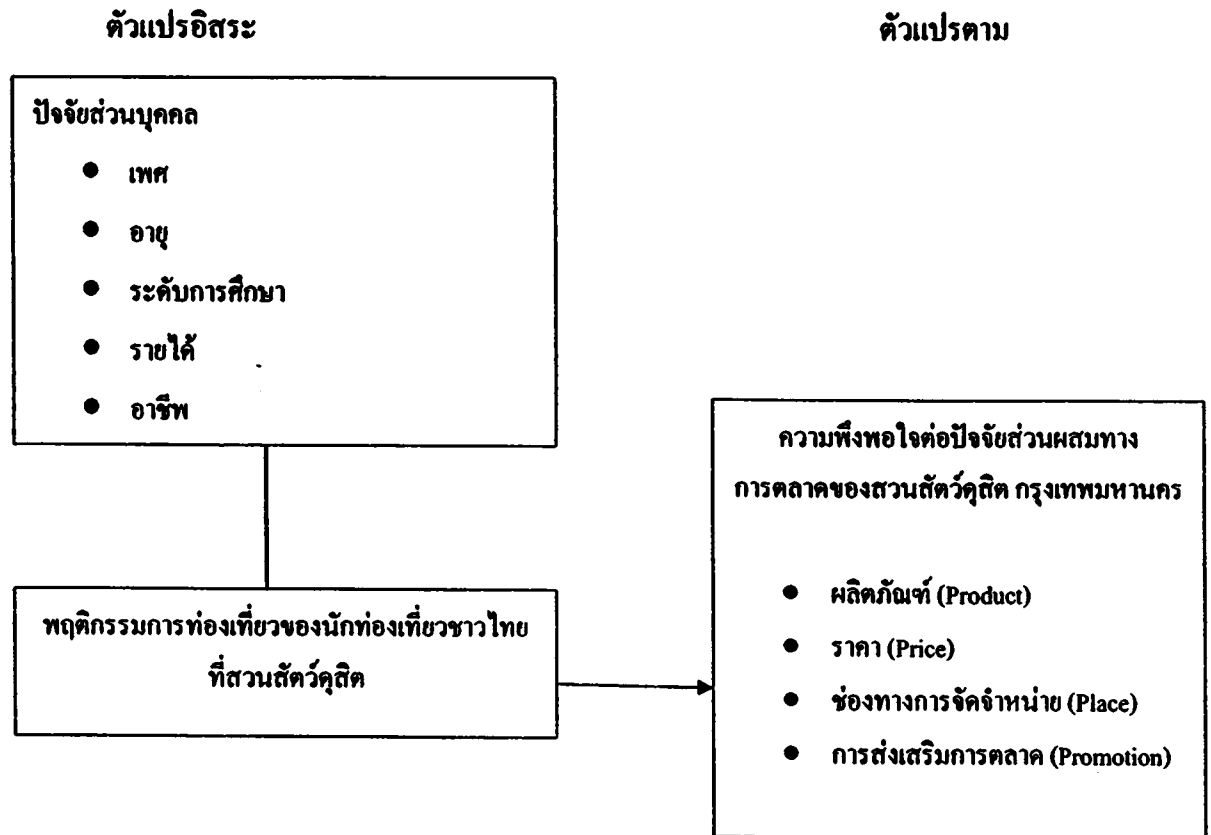 ตัวแปรอิสระ
ตัวแปรตาม
ปัจจัยส่วนบุคคล
● เพศ
● อายุ
● ระดับการศึกษา
● รายได้
● อาชีพ
พฤติกรรมการท่องเที่ยวของนักท่องเที่ยวชาวไทย
ที่สวนสัตว์ดุสิต
ความพึงพอใจต่อปัจจัยส่วนผสมทาง
การตลาดของสวนสัตว์ดุสิต กรุงเทพมหานคร
● ผลิตภัณฑ์ (Product)
● ราคา (Price)
● ช่องทางการจัดจำหน่าย (Place)
● การส่งเสริมการตลาด (Promotion)